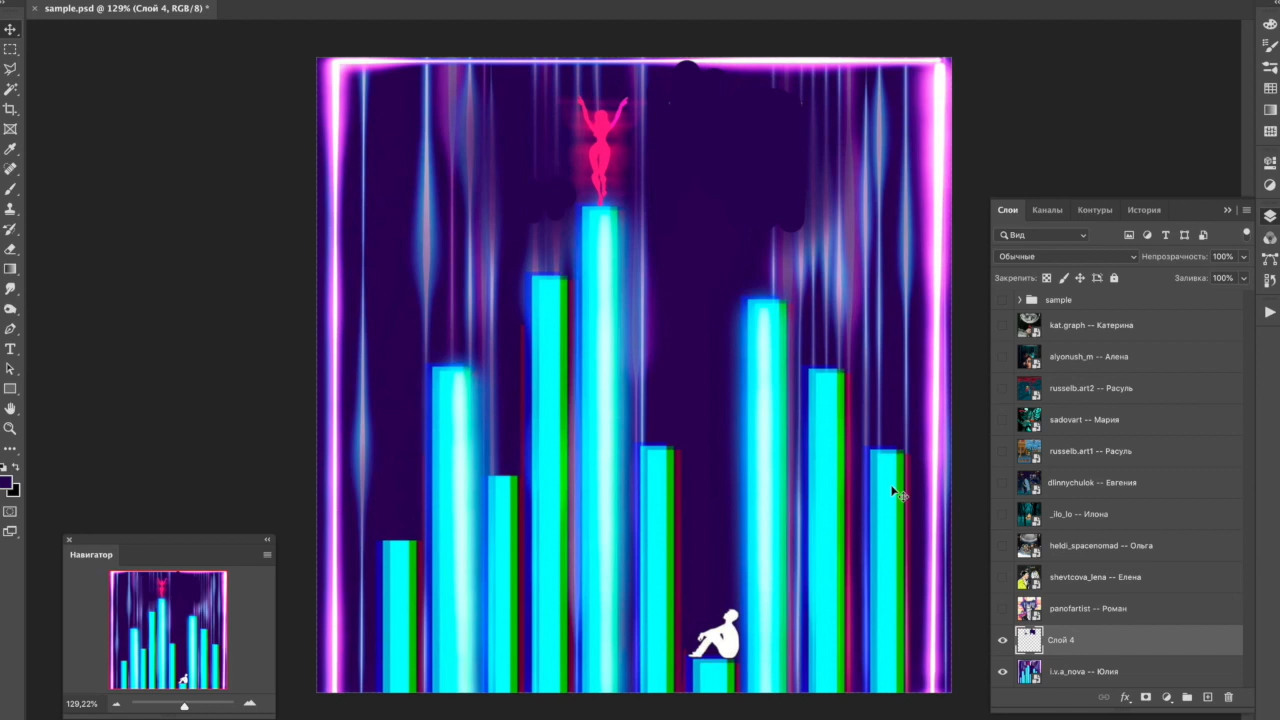 sample.psd @ 129% (Слой 4, RGB/8) *
Слои Каналы Контуры История
Вид
Обычные Непрозрачность: 100%
Закрепить: Заливка: 100%
sample
kat.graph -- Катерина
alyonush_m -- Алена
russelb.art2 -- Расуль
sadovart -- Мария
russelb.art1 -- Расуль
dlinnychulok -- Евгения
_ilo_lo -- Илона
heldi_spacenomad -- Ольга
shevtcova_lena -- Елена
panofartist -- Роман
Слой 4
i.v.a_nova -- Юлия
Навигатор
129,22%